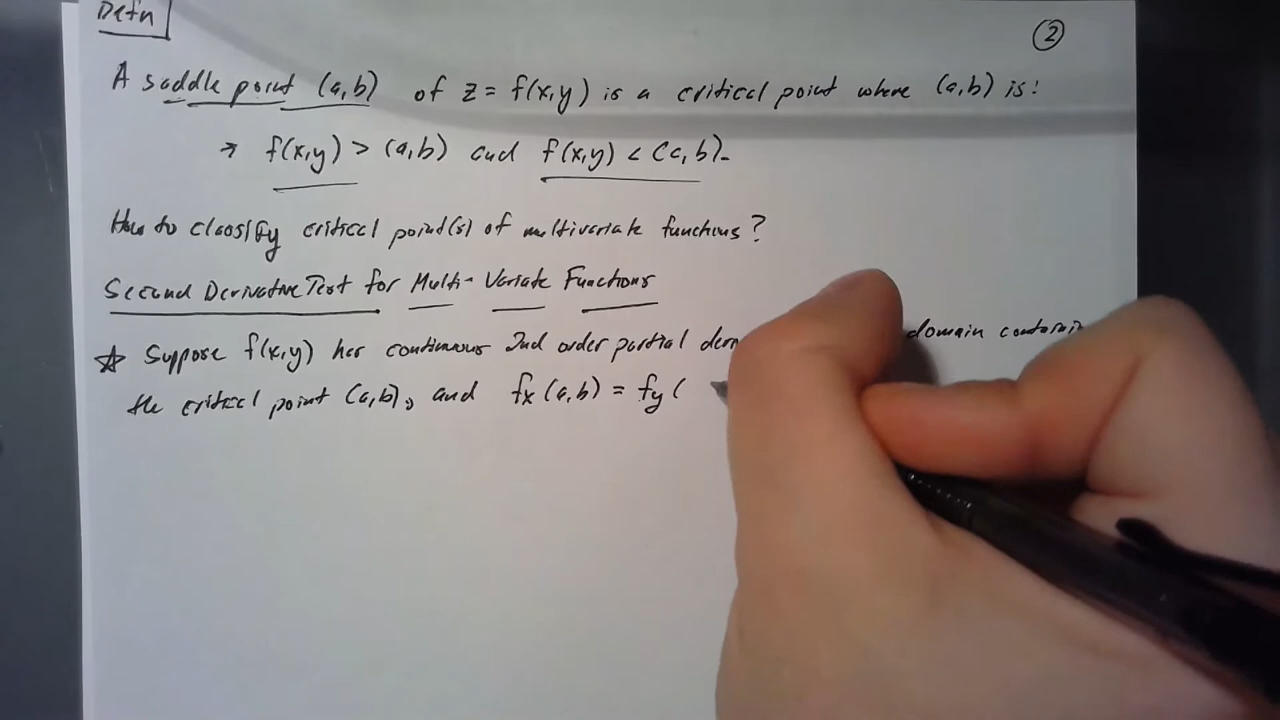 Defn
②
A saddle point (a,b) of z = f(x,y) is a critical point where (a,b) is:
→ f(x,y) > (a,b) and f(x,y) < (a,b).
How to classify critical point(s) of multivariate functions?
Second Derivative Test for Multi-Variate Functions
☆ Suppose f(x,y) has continuous 2nd order partial domain
the critical point (a,b), and fx(a,b) = fy(